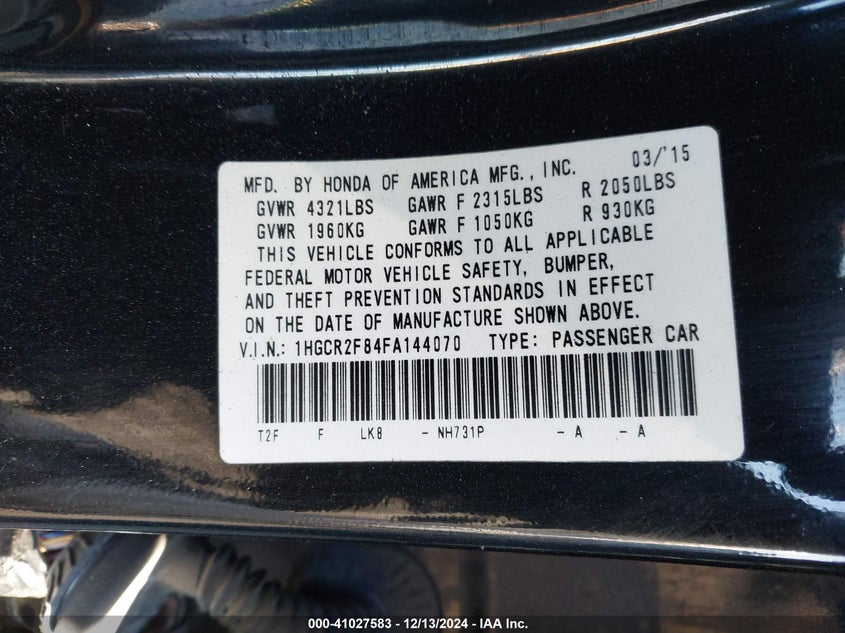 MFD. BY HONDA OF AMERICA MFG., INC. 03/'15
GVWR 4321LBS GAWR F 2315LBS R 2050LBS
GVWR 1960KG GAWR F 1050KG R 930KG
THIS VEHICLE CONFORMS TO ALL APPLICABLE
FEDERAL MOTOR VEHICLE SAFETY, BUMPER,
AND THEFT PREVENTION STANDARDS IN EFFECT
ON THE DATE OF MANUFACTURE SHOWN ABOVE.
V.I.N.: 1HGCR2F84FA144070 TYPE: PASSENGER CAR
T2F F LK8 - NH731P - A - A
000-41027583 - 12/13/2024 - IAA Inc.